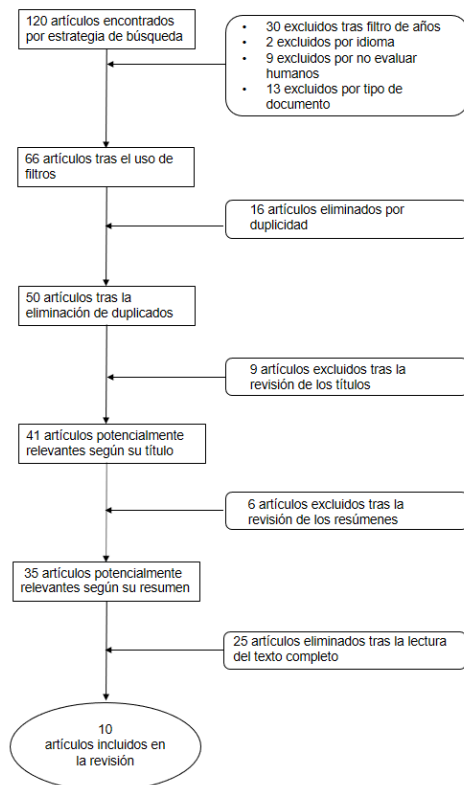 120 artículos encontrados
por estrategia de búsqueda
• 30 excluidos tras filtro de años
• 2 excluidos por idioma
• 9 excluidos por no evaluar
humanos
• 13 excluidos por tipo de
documento
66 artículos tras el uso de
filtros
16 artículos eliminados por
duplicidad
50 artículos tras la
eliminación de duplicados
9 artículos excluidos tras la
revisión de los títulos
41 artículos potencialmente
relevantes según su título
6 artículos excluidos tras la
revisión de los resúmenes
35 artículos potencialmente
relevantes según su resumen
25 artículos eliminados tras la lectura
del texto completo
10
artículos incluidos en
la revisión